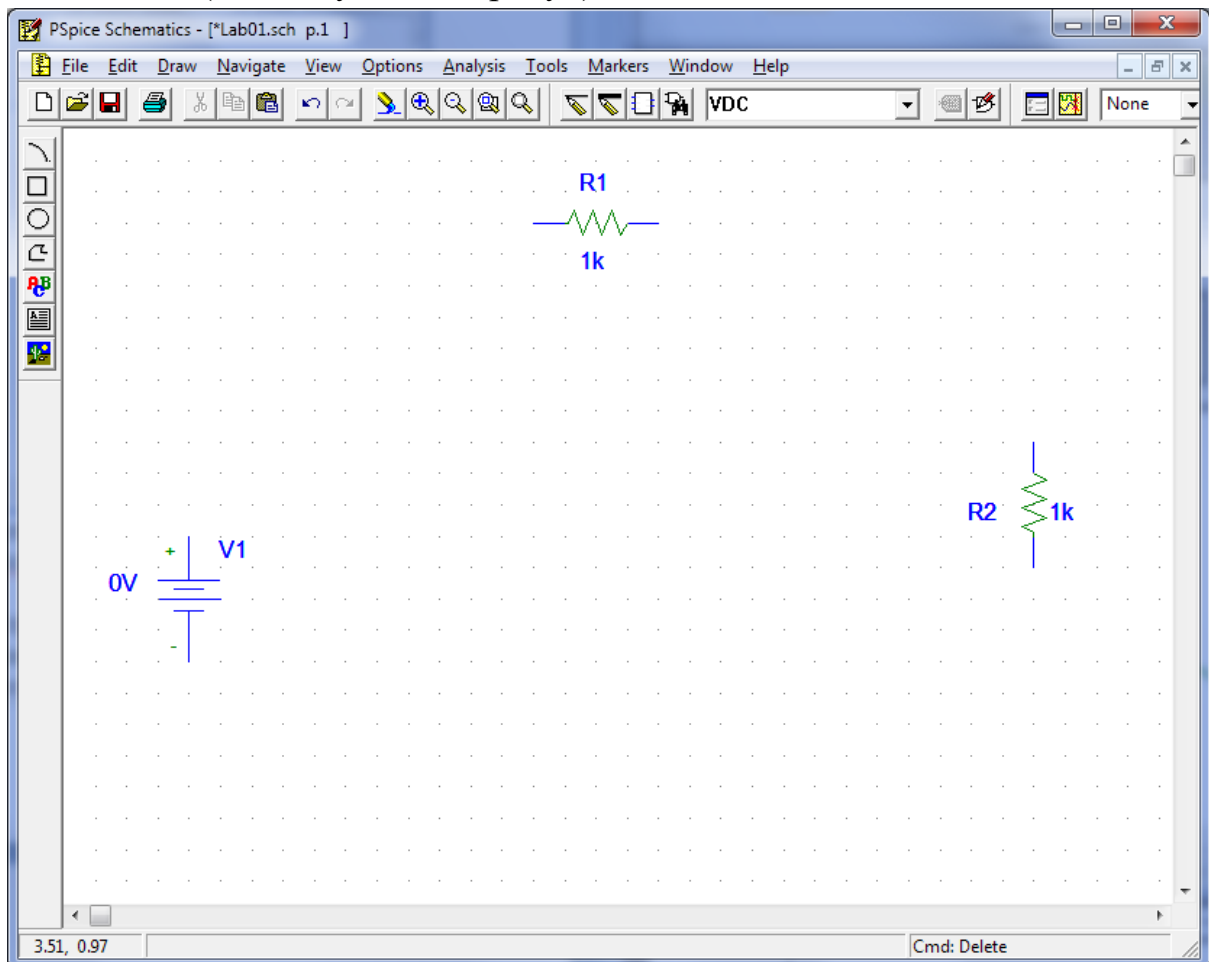 PSpice Schematics - [*Lab01.sch p.1 ]
File Edit Draw Navigate View Options Analysis Tools Markers Window Help
VDC
None
ABC
R1
1k
R2
1k
+
V1
0V
-
3.51, 0.97
Cmd: Delete